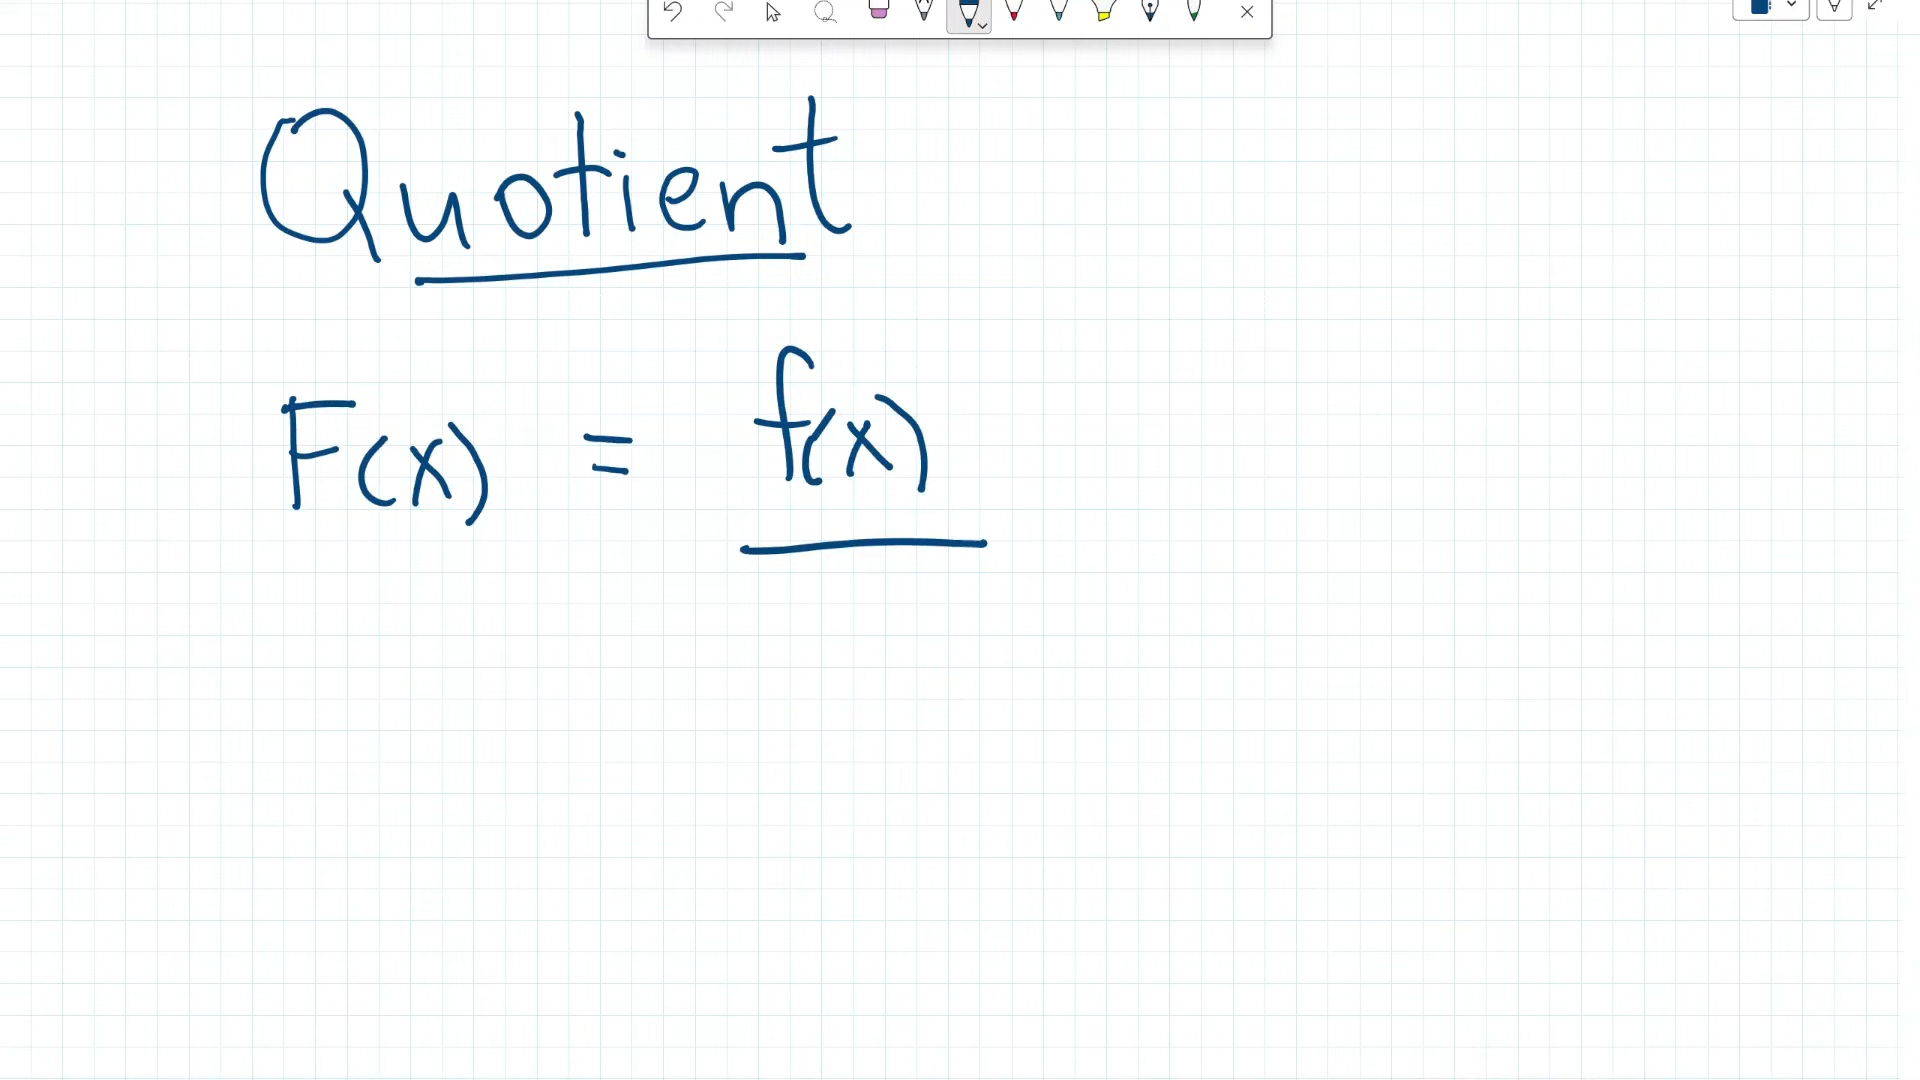 Quotient
F(x) = f(x)